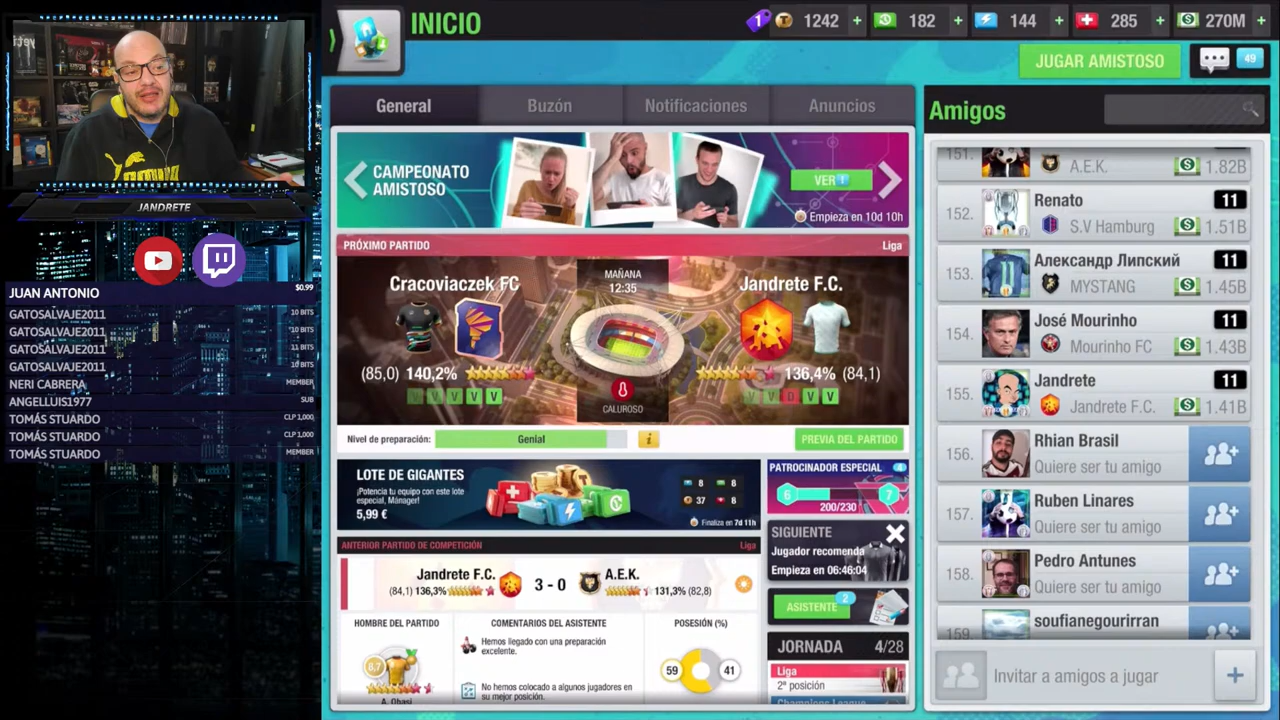 INICIO
1
1242
182
144
285
270M
JUGAR AMISTOSO
49
General
Buzón
Notificaciones
Anuncios
CAMPEONATO
AMISTOSO
VER
Empieza en 10d 10h
PRÓXIMO PARTIDO
Liga
Cracoviaczek FC
MAÑANA
12:35
Jandrete F.C.
(85,0) 140,2%
136,4% (84,1)
V V V V V
V V D V V
CALUROSO
Nivel de preparación:
Genial
PREVIA DEL PARTIDO
LOTE DE GIGANTES
¡Potencia tu equipo con este lote
especial, Mánager!
5,99 €
8
8
37
8
Finaliza en 7d 11h
PATROCINADOR ESPECIAL
4
6
7
200/230
SIGUIENTE
Jugador recomenda
Empieza en 06:46:04
ASISTENTE
2
ANTERIOR PARTIDO DE COMPETICIÓN
Liga
Jandrete F.C.
3 - 0
A.E.K.
(84,1) 136,3%
131,3% (82,8)
HOMBRE DEL PARTIDO
8,7
A. Obasi
COMENTARIOS DEL ASISTENTE
Hemos llegado con una preparación
excelente.
No hemos colocado a algunos jugadores en
su mejor posición.
POSESIÓN (%)
59
41
JORNADA
4/28
Liga
2ª posición
Champions League
Amigos
151.
A.E.K.
1.82B
152.
Renato
11
S.V Hamburg
1.51B
153.
Александр Липский
11
MYSTANG
1.45B
154.
José Mourinho
11
Mourinho FC
1.43B
155.
Jandrete
11
Jandrete F.C.
1.41B
156.
Rhian Brasil
Quiere ser tu amigo
157.
Ruben Linares
Quiere ser tu amigo
158.
Pedro Antunes
Quiere ser tu amigo
159.
soufianegourirran
Invitar a amigos a jugar
JANDRETE
JUAN ANTONIO
$0.99
GATOSALVAJE2011
10 BITS
GATOSALVAJE2011
10 BITS
GATOSALVAJE2011
11 BITS
GATOSALVAJE2011
10 BITS
NERI CABRERA
MEMBER
ANGELLUIS1977
SUB
TOMÁS STUARDO
CLP 1,000
TOMÁS STUARDO
CLP 1,000
TOMÁS STUARDO
MEMBER